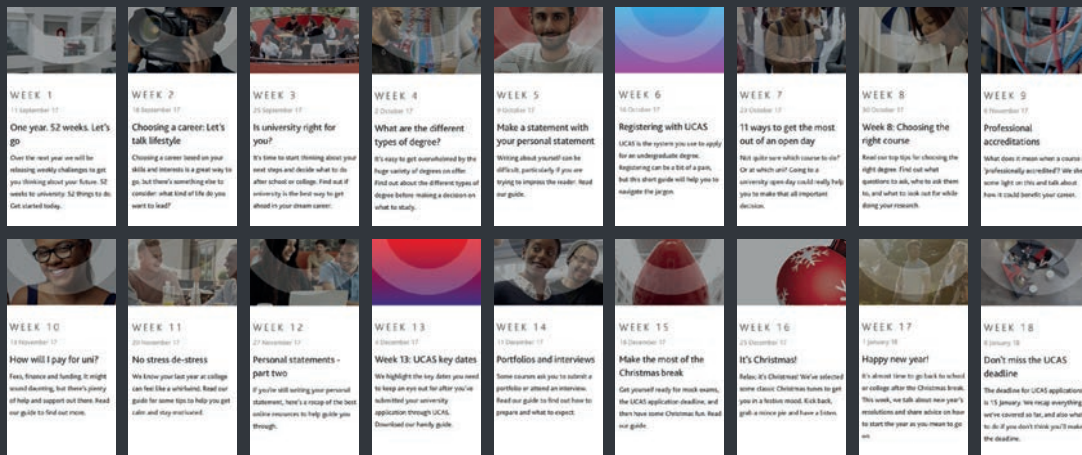 WEEK 1
11 September 17
One year. 52 weeks. Let's
go
Over the next year we will be
releasing weekly challenges to get
you thinking about your future. 52
weeks to university. 52 things to do.
Get started today.
WEEK 2
18 September 17
Choosing a career: Let's
talk lifestyle
Choosing a career based on your
skills and interests is a great way to
go, but there's something else to
consider: what kind of life do you
want to lead?
WEEK 3
25 September 17
Is university right for
you?
It's time to start thinking about your
next steps and decide what to do
after school or college. Find out if
university is the best way to get
ahead in your dream career.
WEEK 4
2 October 17
What are the different
types of degree?
It's easy to get overwhelmed by the
huge variety of degrees on offer.
Find out about the different types of
degree before making a decision on
what to study.
WEEK 5
9 October 17
Make a statement with
your personal statement
Writing about yourself can be
difficult, particularly if you are
trying to impress the reader. Read
our guide.
WEEK 6
16 October 17
Registering with UCAS
UCAS is the system you use to apply
for an undergraduate degree.
Registering can be a bit of a pain,
but this short guide will help you to
navigate the jargon.
WEEK 7
23 October 17
11 ways to get the most
out of an open day
Not quite sure which course to do?
Or at which uni? Going to a
university open day could really help
you to make that all important
decision.
WEEK 8
30 October 17
Week 8: Choosing the
right course
Read our top tips for choosing the
right degree. Find out what
questions to ask, who to ask them
to, and what to look out for while
doing your research.
WEEK 9
6 November 17
Professional
accreditations
What does it mean when a course
'professionally accredited'? We she
some light on this and talk about
how it could benefit your career.
WEEK 10
13 November 17
How will I pay for uni?
Fees, finance and funding. It might
sound daunting, but there's plenty
of help and support out there. Read
our guide to find out more.
WEEK 11
20 November 17
No stress de-stress
We know your last year at college
can feel like a whirlwind. Read our
guide for some tips to help you get
calm and stay motivated.
WEEK 12
27 November 17
Personal statements -
part two
If you're still writing your personal
statement, here's a recap of the best
online resources to help guide you
through.
WEEK 13
4 December 17
Week 13: UCAS key dates
We highlight the key dates you need
to keep an eye out for after you've
submitted your university
application through UCAS.
Download our handy guide.
WEEK 14
11 December 17
Portfolios and interviews
Some courses ask you to submit a
portfolio or attend an interview.
Read our guide to find out how to
prepare and what to expect.
WEEK 15
18 December 17
Make the most of the
Christmas break
Get yourself ready for mock exams,
the UCAS application deadline, and
then have some Christmas fun. Read
our guide.
WEEK 16
25 December 17
It's Christmas!
Relax, it's Christmas! We've selected
some classic Christmas tunes to get
you in a festive mood. Kick back,
grab a mince pie and have a listen.
WEEK 17
1 January 18
Happy new year!
It's almost time to go back to school
or college after the Christmas break.
This week, we talk about new year's
resolutions and share advice on how
to start the year as you mean to go
on.
WEEK 18
8 January 18
Don't miss the UCAS
deadline
The deadline for UCAS applications
is 15 January. We recap everything
we've covered so far, and also what
to do if you don't think you'll make
the deadline.